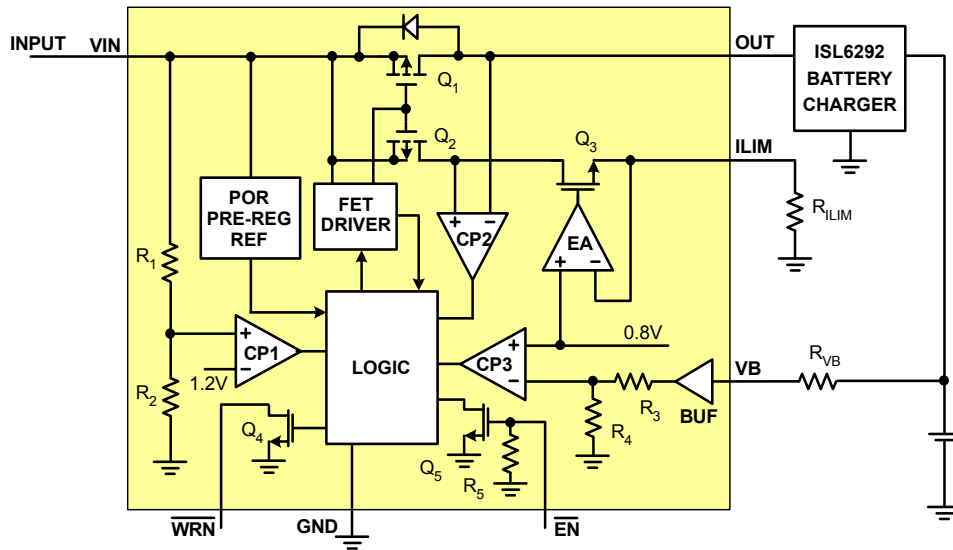 INPUT
VIN
OUT
ISL6292
BATTERY
CHARGER
Q1
Q2
Q3
ILIM
RILIM
POR
PRE-REG
REF
FET
DRIVER
+
−
CP2
EA
+
−
R1
+
CP1
−
1.2V
LOGIC
+
CP3
−
0.8V
VB
RVB
BUF
R2
R3
R4
Q4
Q5
R5
WRN
GND
EN